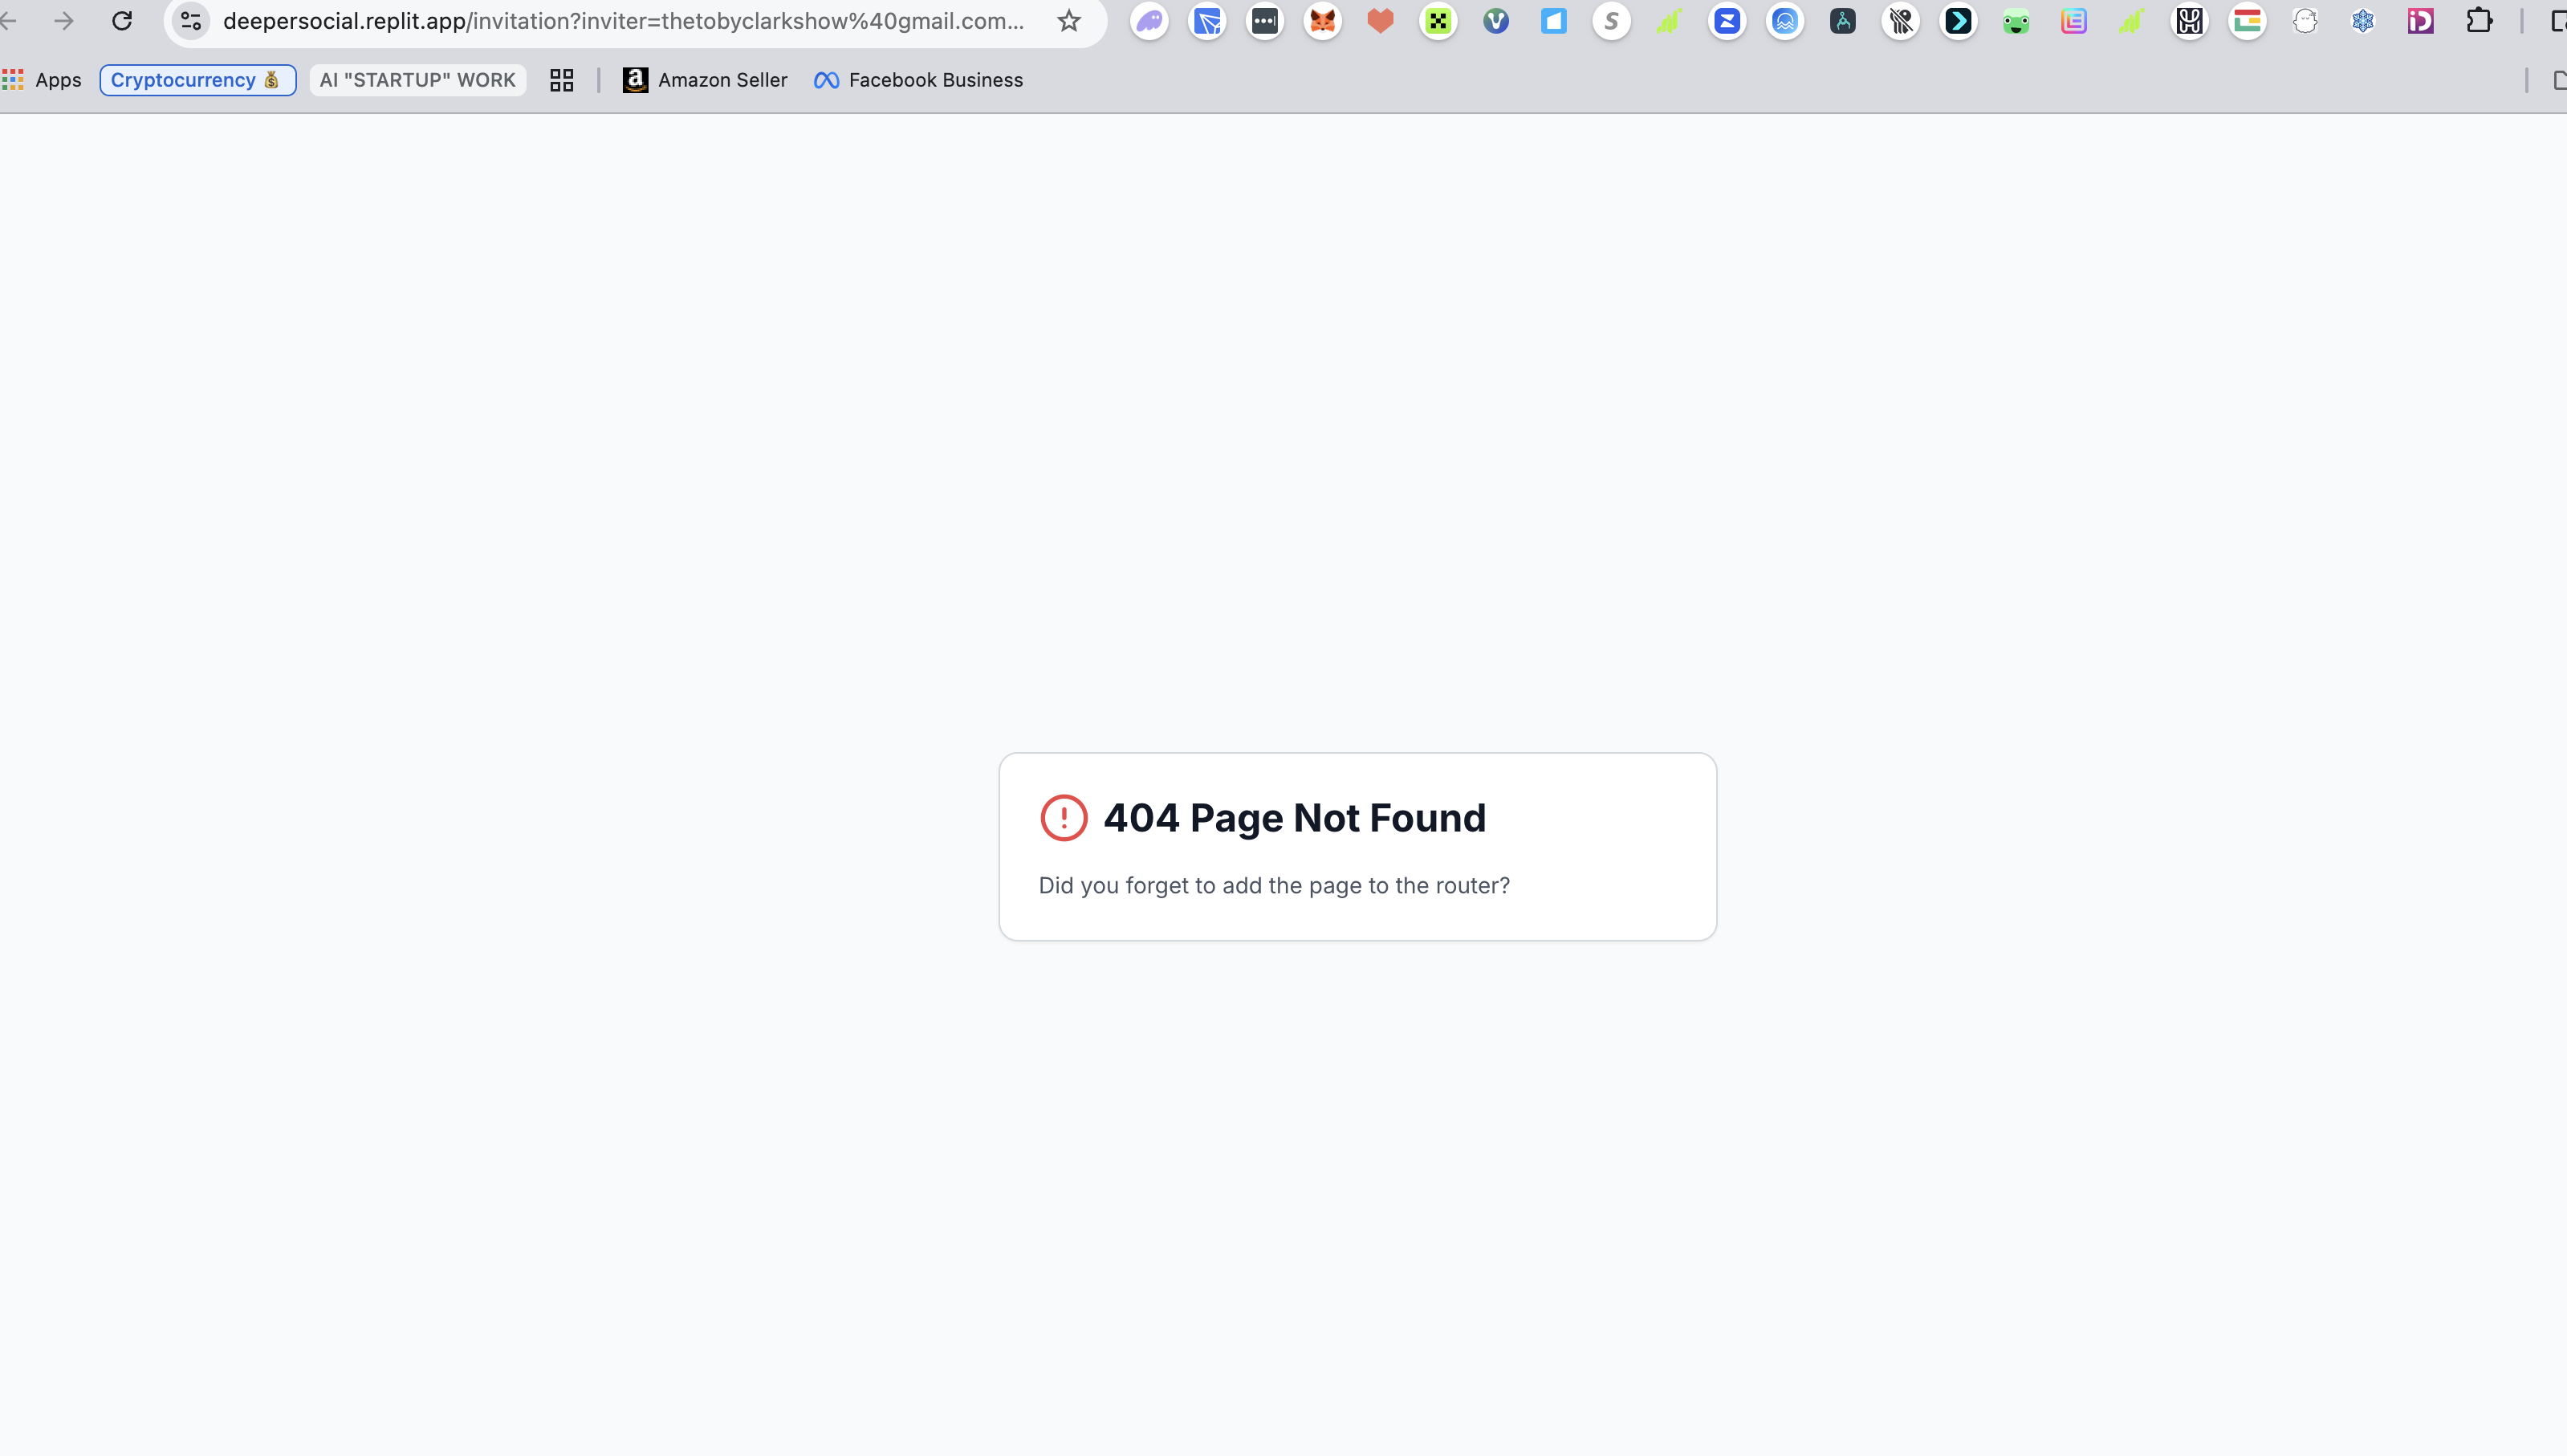 deepersocial.replit.app/invitation?inviter=thetobyclarkshow%40gmail.com...
Apps
Cryptocurrency 💰
AI "STARTUP" WORK
Amazon Seller
Facebook Business
404 Page Not Found
Did you forget to add the page to the router?